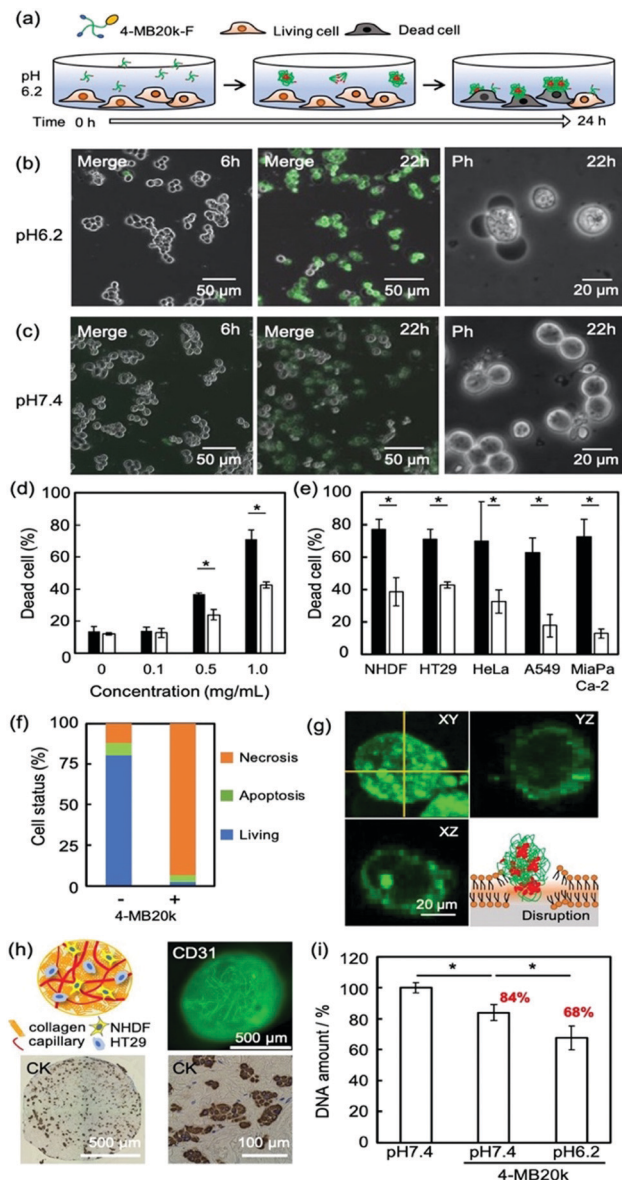 (a)
4-MB20k-F
Living cell
Dead cell
pH
6.2
Time 0 h
24 h
(b)
Merge 6h
Merge 22h
Ph 22h
pH6.2
50 µm
50 µm
20 µm
(c)
Merge 6h
Merge 22h
Ph 22h
pH7.4
50 µm
50 µm
20 µm
(d)
Dead cell (%)
100
80
60
40
20
0
*
*
0 0.1 0.5 1.0
Concentration (mg/mL)
(e)
Dead cell (%)
100
80
60
40
20
0
* * * * *
NHDF HT29 HeLa A549 MiaPa
Ca-2
(f)
Cell status (%)
100
75
50
25
0
Necrosis
Apoptosis
Living
- +
4-MB20k
(g)
XY
YZ
XZ
20 µm
Disruption
(h)
collagen NHDF
capillary HT29
CD31
500 µm
CK
500 µm
CK
100 µm
(i)
DNA amount / %
120
100
80
60
40
20
0
* *
84%
68%
pH7.4 pH7.4 pH6.2
4-MB20k